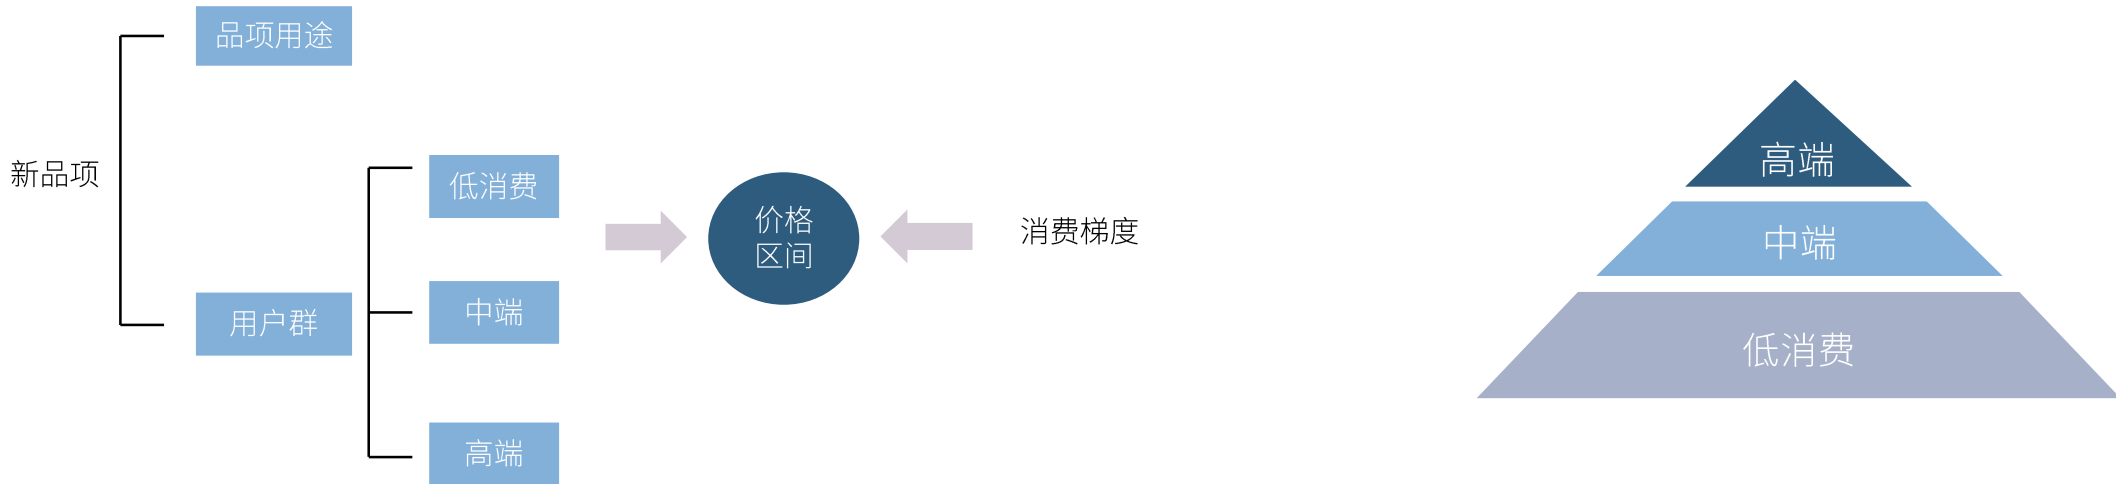 新品项
品项用途
用户群
低消费
中端
高端
价格
区间
消费梯度
高端
中端
低消费